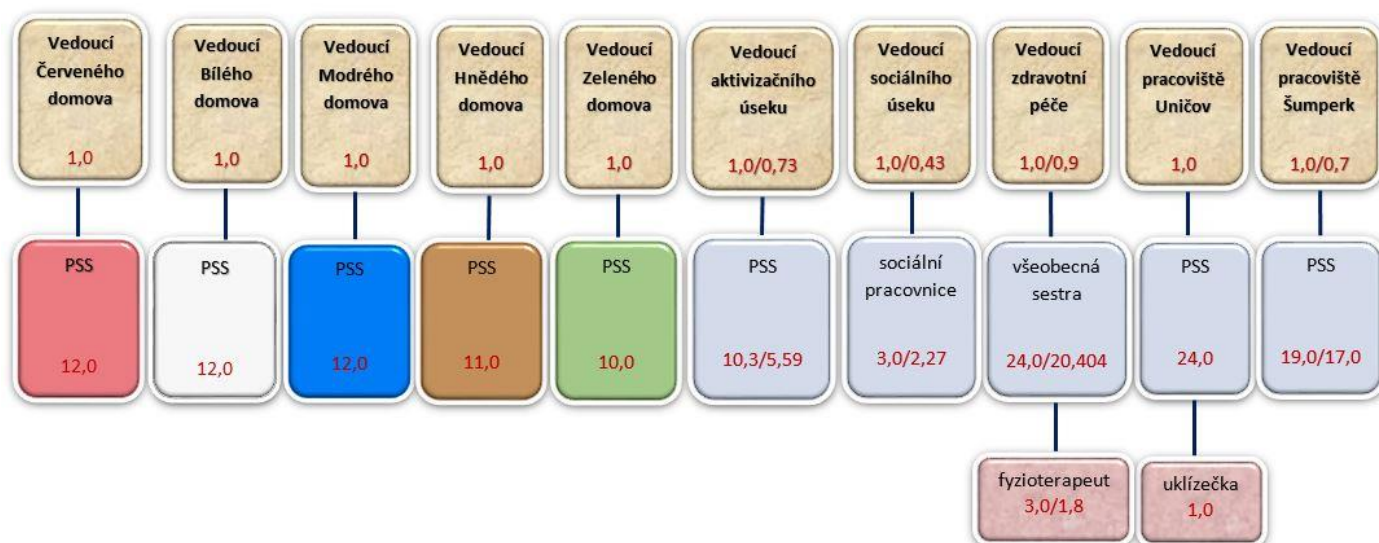 Vedoucí
Červeného
domova
1,0
Vedoucí
Bílého
domova
1,0
Vedoucí
Modrého
domova
1,0
Vedoucí
Hnědého
domova
1,0
Vedoucí
Zeleného
domova
1,0
Vedoucí
aktivizačního
úseku
1,0/0,73
Vedoucí
sociálního
úseku
1,0/0,43
Vedoucí
zdravotní
péče
1,0/0,9
Vedoucí
pracoviště
Uničov
1,0
Vedoucí
pracoviště
Šumperk
1,0/0,7
PSS
12,0
PSS
12,0
PSS
12,0
PSS
11,0
PSS
10,0
PSS
10,3/5,59
sociální
pracovnice
3,0/2,27
všeobecná
sestra
24,0/20,404
PSS
24,0
PSS
19,0/17,0
fyzioterapeut
3,0/1,8
uklízečka
1,0